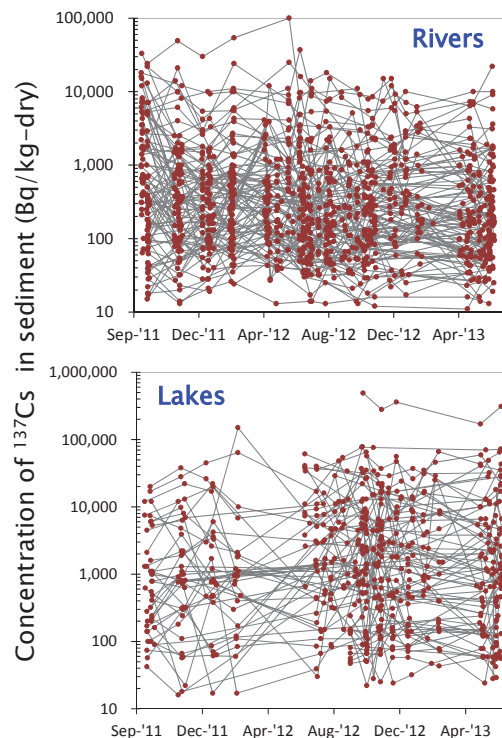 Concentration of ¹³⁷Cs in sediment (Bq/kg-dry)
Rivers
100,000
10,000
1,000
100
10
Sep-'11 Dec-'11 Apr-'12 Aug-'12 Dec-'12 Apr-'13
Lakes
1,000,000
100,000
10,000
1,000
100
10
Sep-'11 Dec-'11 Apr-'12 Aug-'12 Dec-'12 Apr-'13